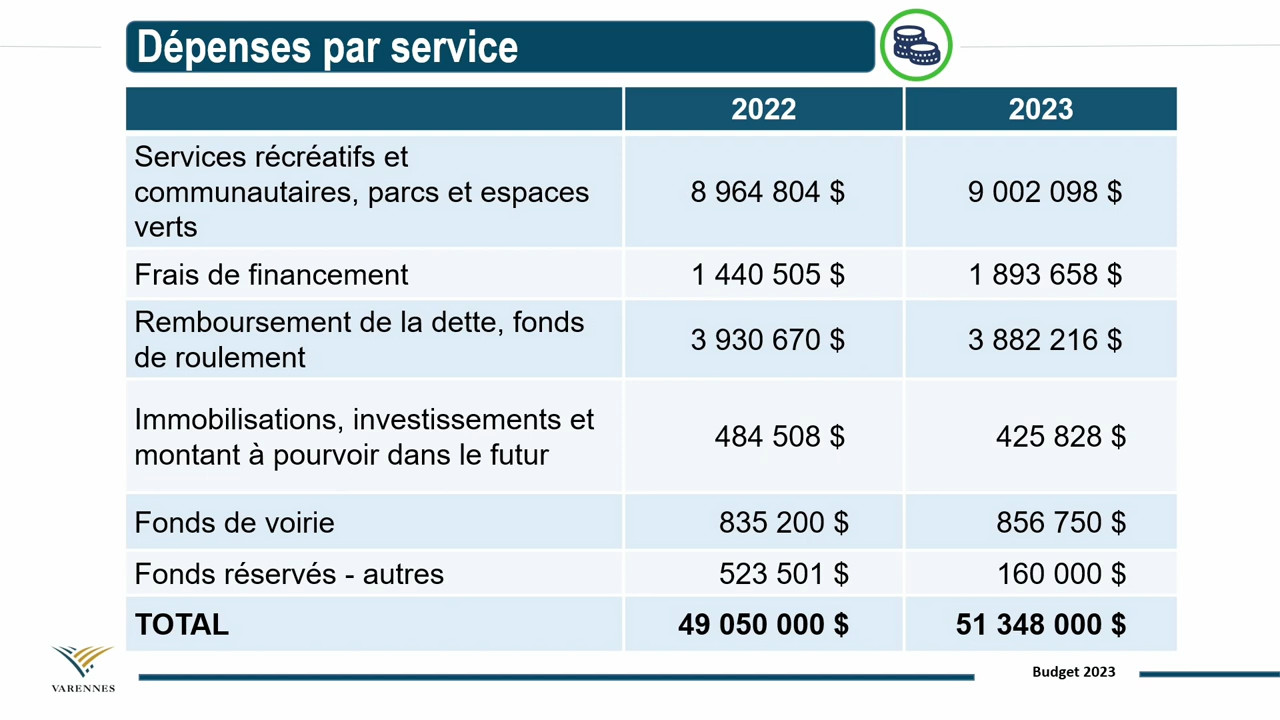 Dépenses par service
2022 2023
Services récréatifs et
communautaires, parcs et espaces
verts
8 964 804 $ 9 002 098 $
Frais de financement 1 440 505 $ 1 893 658 $
Remboursement de la dette, fonds
de roulement
3 930 670 $ 3 882 216 $
Immobilisations, investissements et
montant à pourvoir dans le futur
484 508 $ 425 828 $
Fonds de voirie 835 200 $ 856 750 $
Fonds réservés - autres 523 501 $ 160 000 $
TOTAL 49 050 000 $ 51 348 000 $
VARENNES
Budget 2023